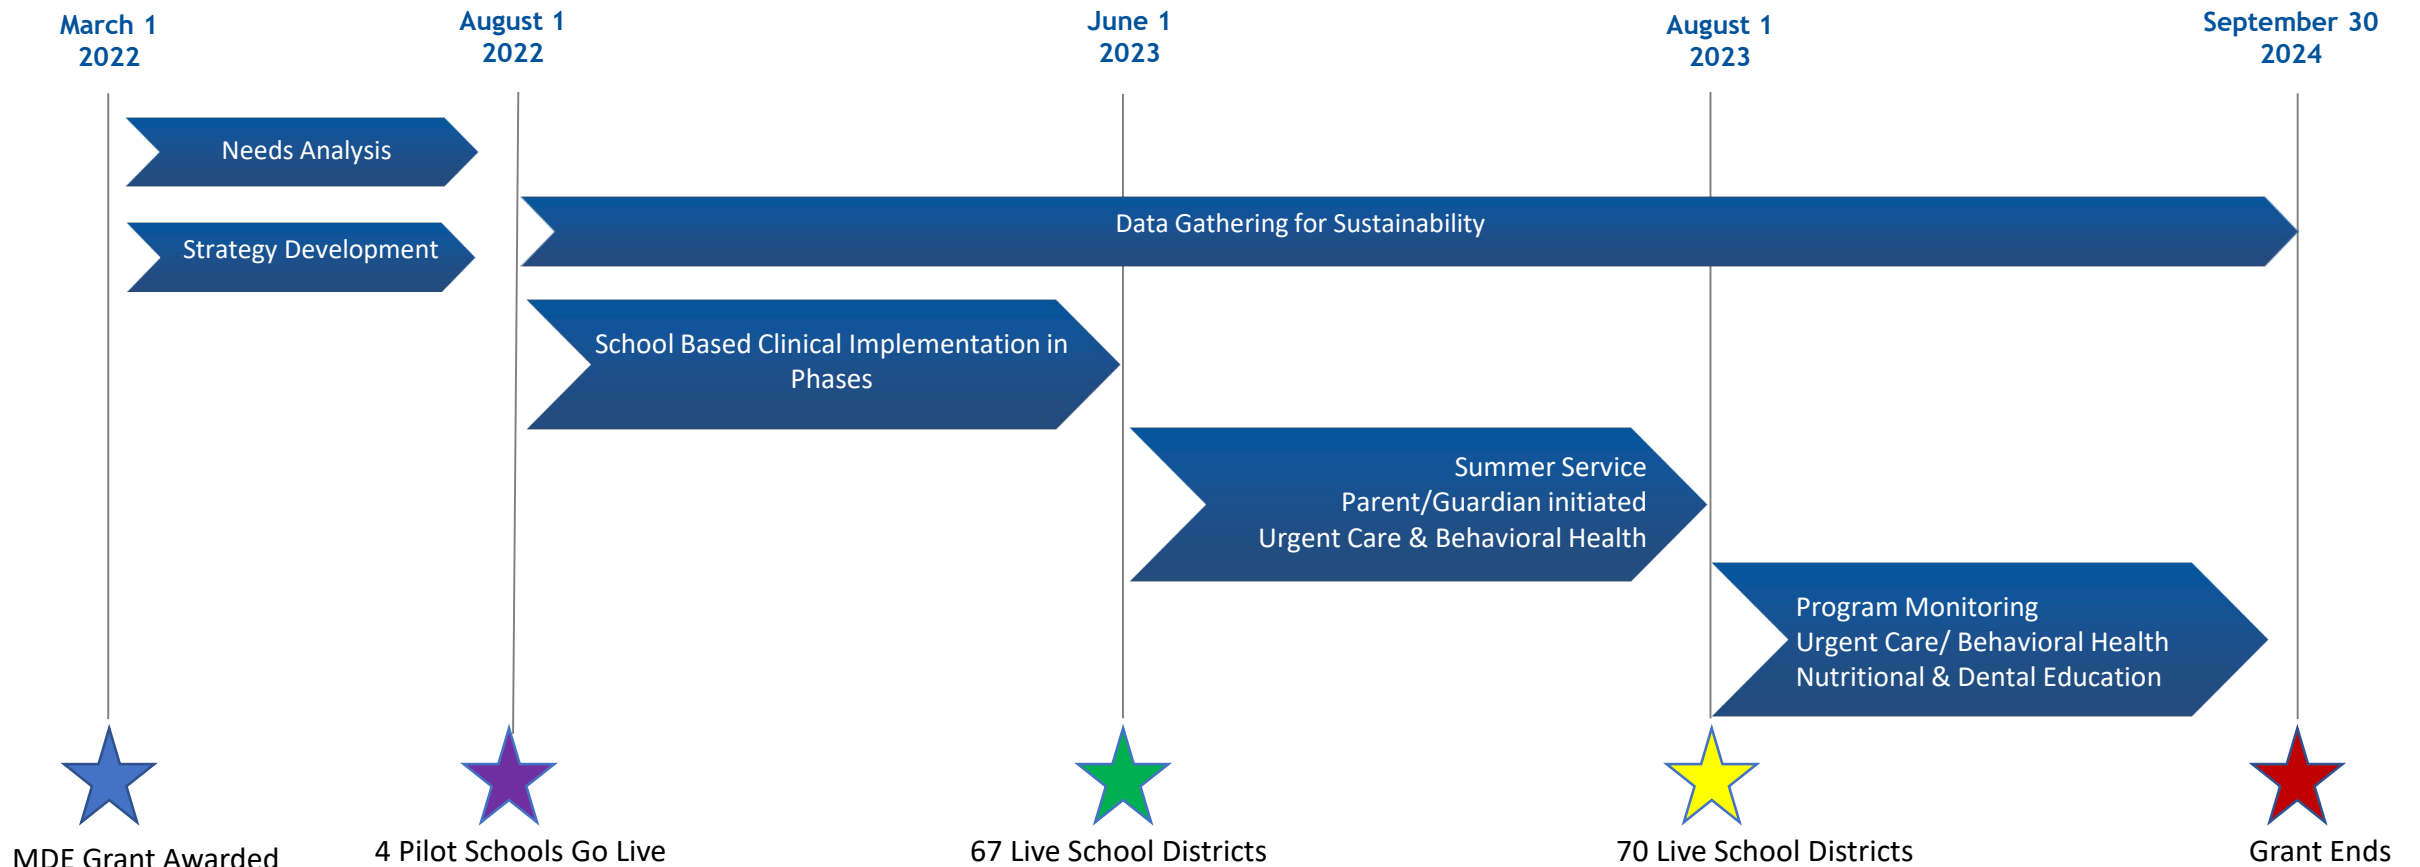 March 1
2022
August 1
2022
June 1
2023
August 1
2023
September 30
2024
Needs Analysis
Strategy Development
Data Gathering for Sustainability
School Based Clinical Implementation in
Phases
Summer Service
Parent/Guardian initiated
Urgent Care & Behavioral Health
Program Monitoring
Urgent Care/ Behavioral Health
Nutritional & Dental Education
MDE Grant Awarded
4 Pilot Schools Go Live
67 Live School Districts
70 Live School Districts
Grant Ends